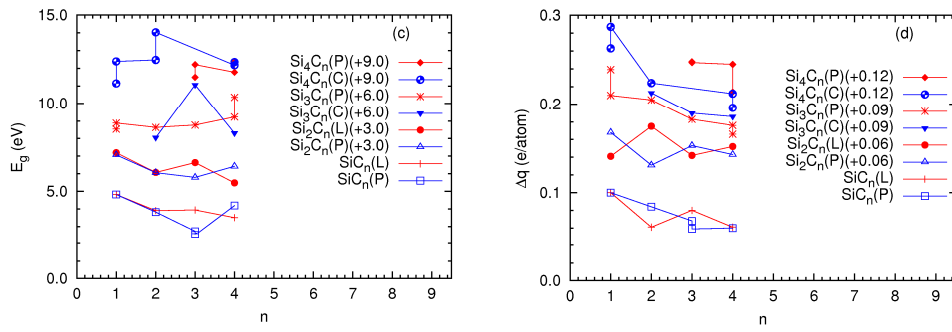 (c)
15.0
10.0
5.0
0.0
E_g (eV)
0 1 2 3 4 5 6 7 8 9
n
Si₄Cₙ(P)(+9.0)
Si₄Cₙ(C)(+9.0)
Si₃Cₙ(P)(+6.0)
Si₃Cₙ(C)(+6.0)
Si₂Cₙ(L)(+3.0)
Si₂Cₙ(P)(+3.0)
SiCₙ(L)
SiCₙ(P)
(d)
0.3
0.2
0.1
0.0
Δq (e/atom)
0 1 2 3 4 5 6 7 8 9
n
Si₄Cₙ(P)(+0.12)
Si₄Cₙ(C)(+0.12)
Si₃Cₙ(P)(+0.09)
Si₃Cₙ(C)(+0.09)
Si₂Cₙ(L)(+0.06)
Si₂Cₙ(P)(+0.06)
SiCₙ(L)
SiCₙ(P)